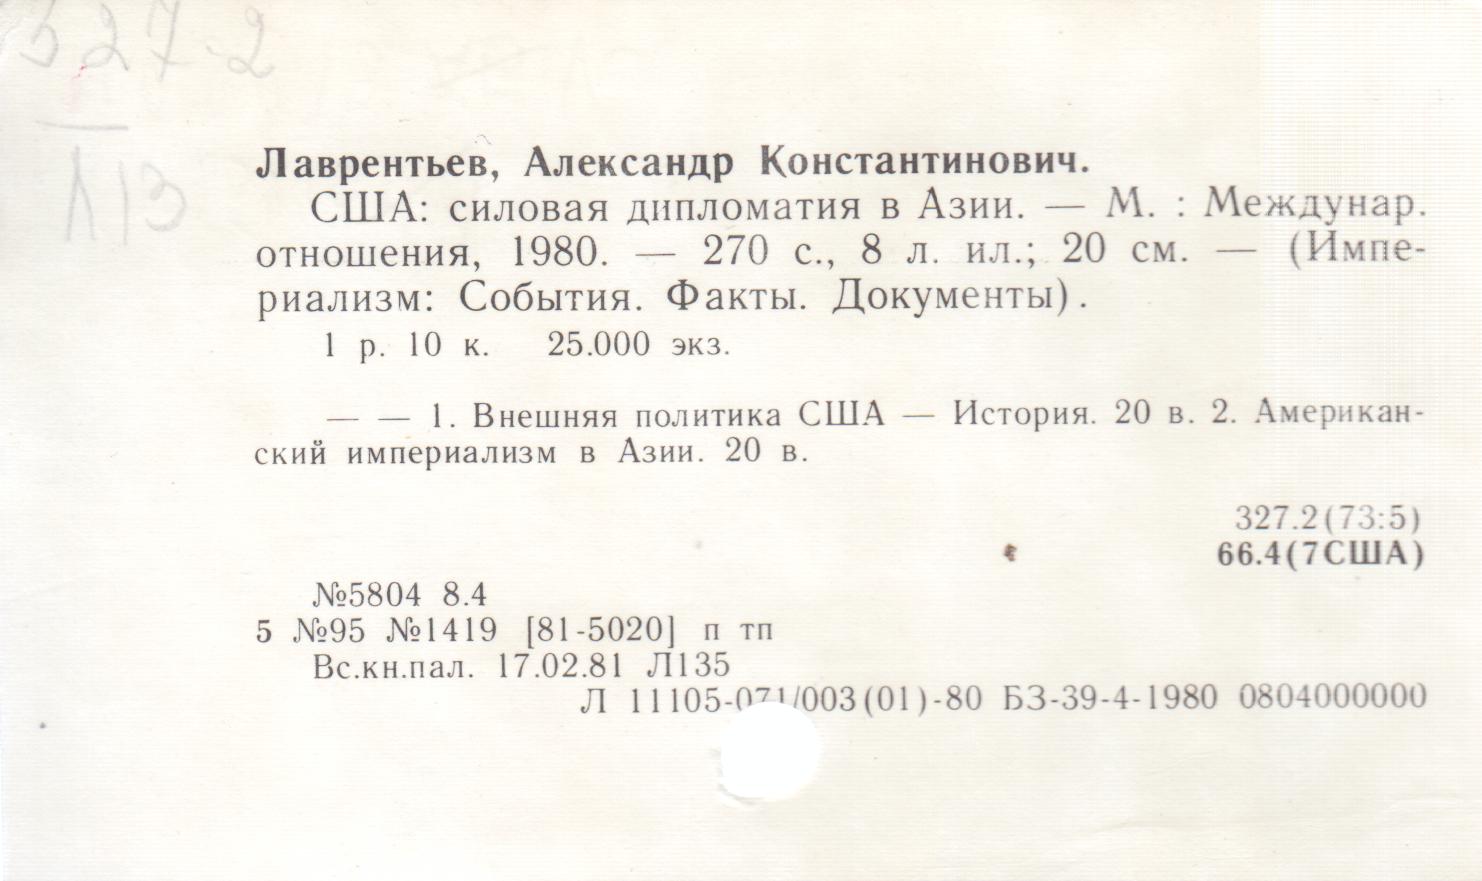 327.2
Л13
Лаврентьев, Александр Константинович.
США: силовая дипломатия в Азии. — М. : Междунар.
отношения, 1980. — 270 с., 8 л. ил.; 20 см. — (Импе-
риализм: События. Факты. Документы).
1 р. 10 к. 25.000 экз.
— — 1. Внешняя политика США — История. 20 в. 2. Американ-
ский империализм в Азии. 20 в.
327.2(73:5)
66.4(7США)
№5804 8.4
5 №95 №1419 [81-5020] п тп
Вс.кн.пал. 17.02.81 Л135
Л 11105-071/003(01)-80 БЗ-39-4-1980 0804000000